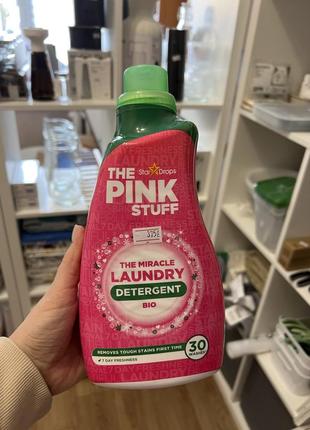 Star Drops
THE
PINK
STUFF
THE MIRACLE
LAUNDRY
DETERGENT
BIO
REMOVES TOUGH STAINS FIRST TIME
✓ 7 DAY FRESHNESS
30
WASHES